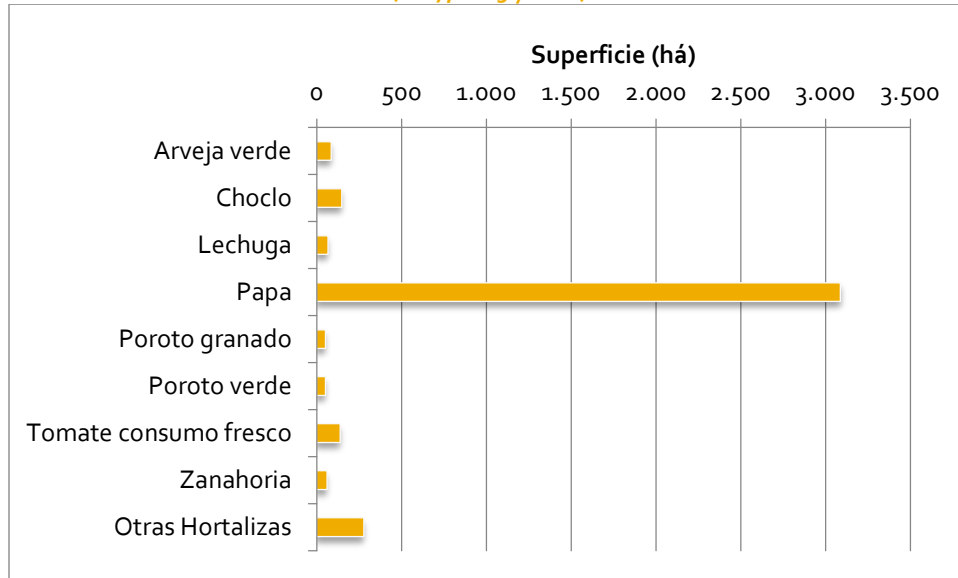 Superficie (há)
0 500 1.000 1.500 2.000 2.500 3.000 3.500
Arveja verde
Choclo
Lechuga
Papa
Poroto granado
Poroto verde
Tomate consumo fresco
Zanahoria
Otras Hortalizas